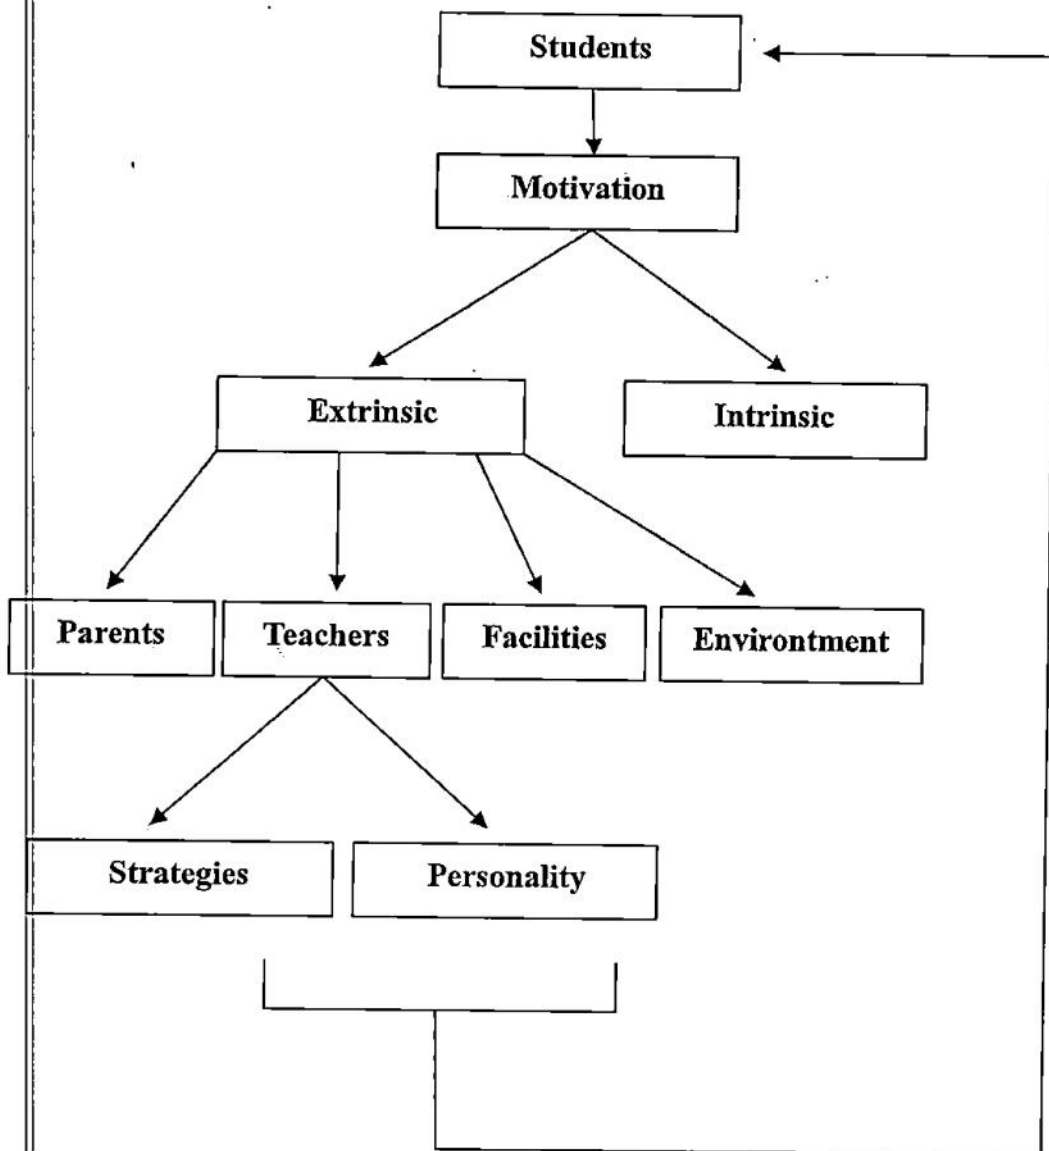 Students
Motivation
Extrinsic
Intrinsic
Parents
Teachers
Facilities
Environtment
Strategies
Personality